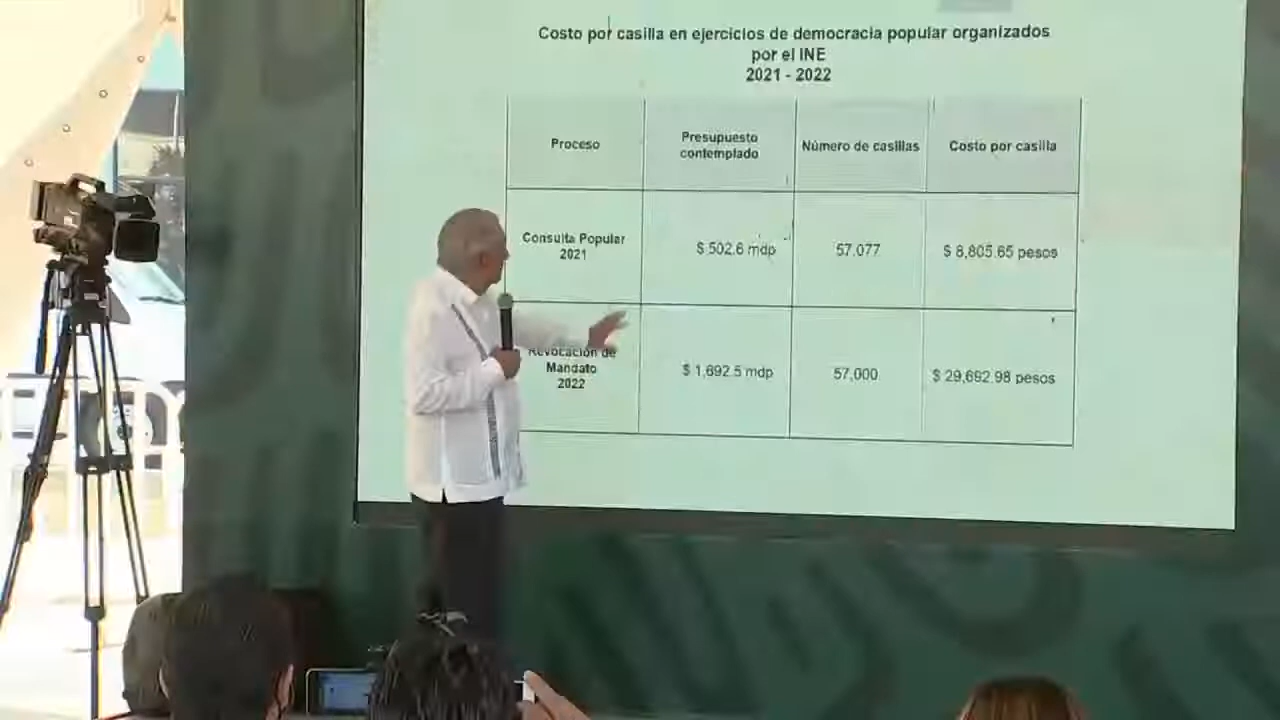 Costo por casilla en ejercicios de democracia popular organizados
por el INE
2021 - 2022
Proceso
Presupuesto
contemplado
Número de casillas
Costo por casilla
Consulta Popular
2021
$ 502.6 mdp
57.077
$ 8,805.65 pesos
Revocación de
Mandato
2022
$ 1,692.5 mdp
57,000
$ 29,692.98 pesos